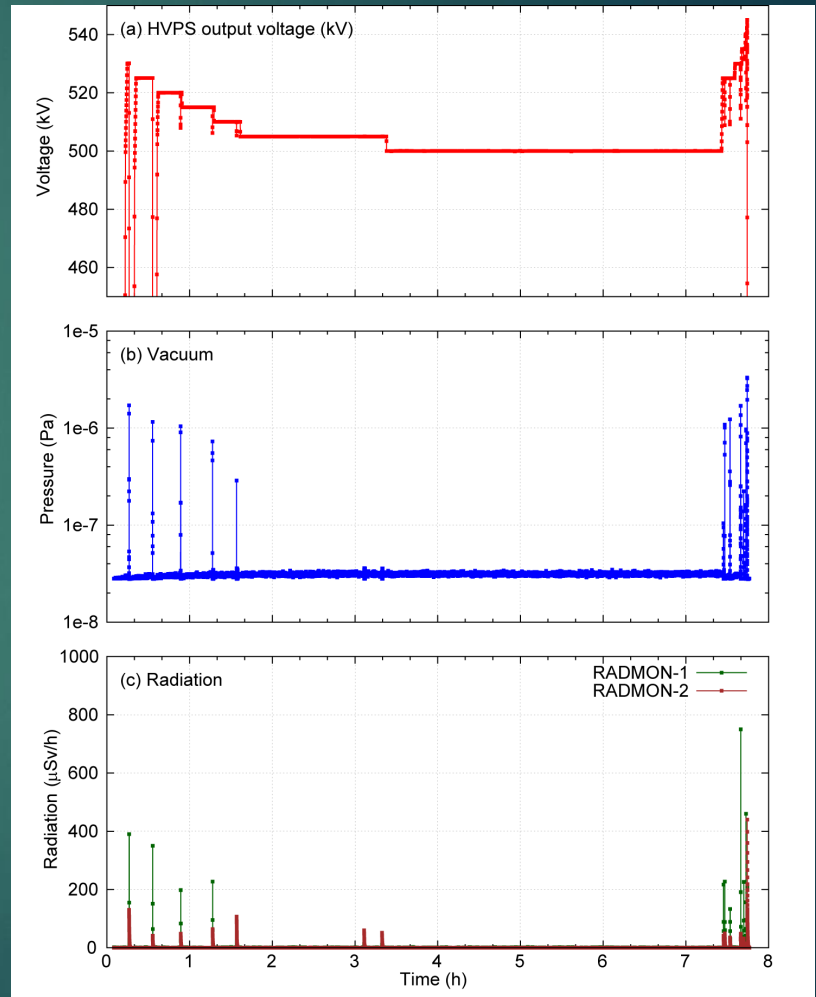 (a) HVPS output voltage (kV)
Voltage (kV)
540
520
500
480
460
(b) Vacuum
Pressure (Pa)
1e-5
1e-6
1e-7
1e-8
(c) Radiation
RADMON-1
RADMON-2
Radiation (μSv/h)
1000
800
600
400
200
0
0 1 2 3 4 5 6 7 8
Time (h)